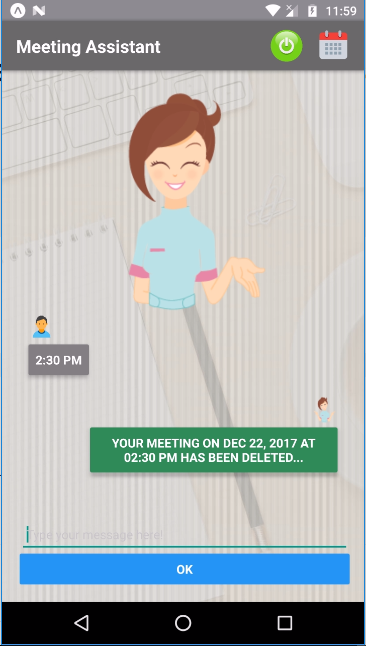 11:59
Meeting Assistant
2:30 PM
YOUR MEETING ON DEC 22, 2017 AT
02:30 PM HAS BEEN DELETED...
Type your message here!
OK